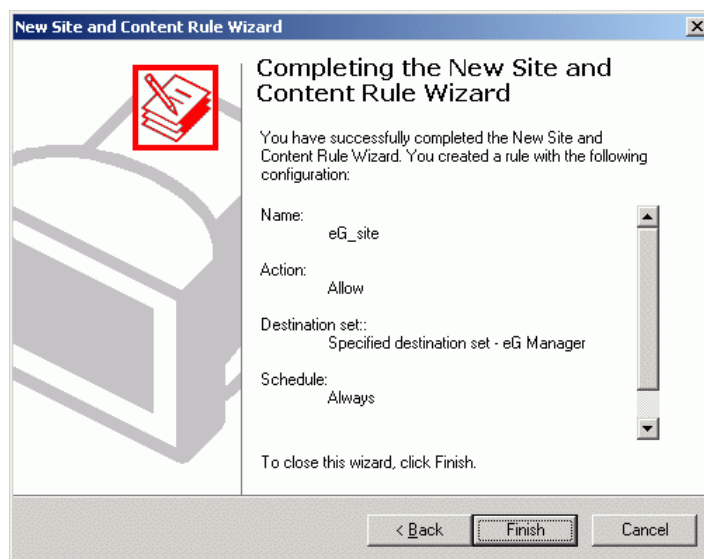 New Site and Content Rule Wizard
Completing the New Site and
Content Rule Wizard
You have successfully completed the New Site and
Content Rule Wizard. You created a rule with the following
configuration:
Name:
eG_site
Action:
Allow
Destination set::
Specified destination set - eG Manager
Schedule:
Always
To close this wizard, click Finish.
< Back
Finish
Cancel